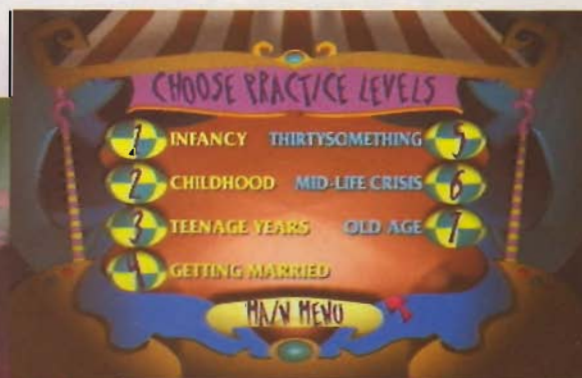 CHOOSE PRACTICE LEVELS
1 INFANCY THIRTYSOMETHING 5
2 CHILDHOOD MID-LIFE CRISIS 6
3 TEENAGE YEARS OLD AGE 7
4 GETTING MARRIED
MAIN MENU